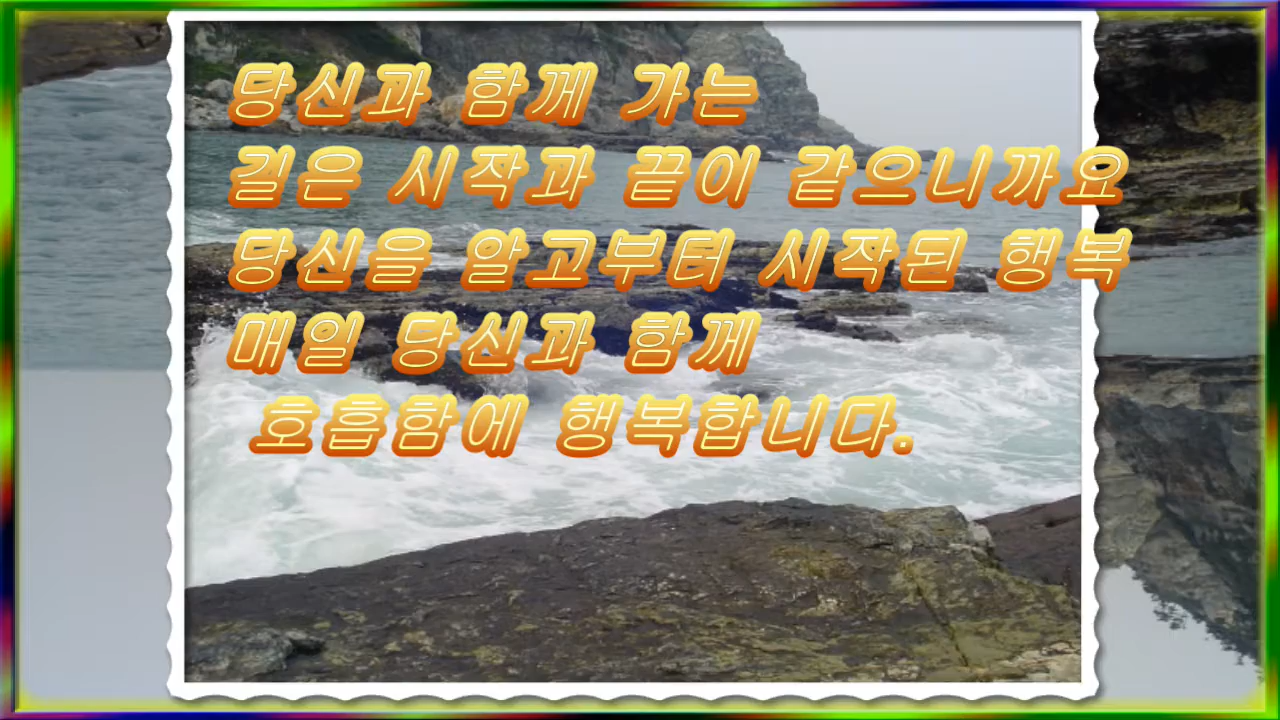 당신과 함께 가는
길은 시작과 끝이 같으니까요
당신을 알고부터 시작된 행복
매일 당신과 함께
호흡함에 행복합니다.